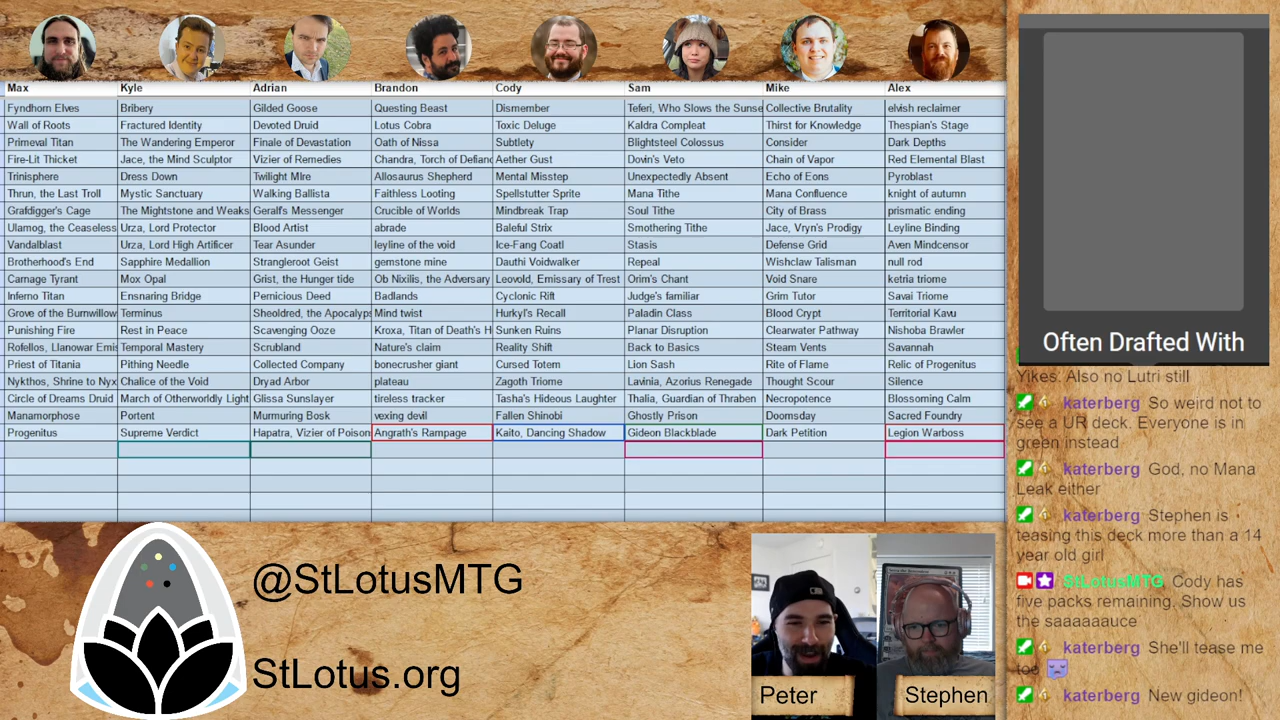 Max Kyle Adrian Brandon Cody Sam Mike Alex
Fyndhorn Elves Bribery Gilded Goose Questing Beast Dismember Teferi, Who Slows the Sunse Collective Brutality elvish reclaimer
Wall of Roots Fractured Identity Devoted Druid Lotus Cobra Toxic Deluge Kaldra Compleat Thirst for Knowledge Thespian's Stage
Primeval Titan The Wandering Emperor Finale of Devastation Oath of Nissa Subtlety Blightsteel Colossus Consider Dark Depths
Fire-Lit Thicket Jace, the Mind Sculptor Vizier of Remedies Chandra, Torch of Defianc Aether Gust Dovin's Veto Chain of Vapor Red Elemental Blast
Trinisphere Dress Down Twilight MIre Allosaurus Shepherd Mental Misstep Unexpectedly Absent Echo of Eons Pyroblast
Thrun, the Last Troll Mystic Sanctuary Walking Ballista Faithless Looting Spellstutter Sprite Mana Tithe Mana Confluence knight of autumn
Grafdigger's Cage The Mightstone and Weaks Geralf's Messenger Crucible of Worlds Mindbreak Trap Soul Tithe City of Brass prismatic ending
Ulamog, the Ceaseless Urza, Lord Protector Blood Artist abrade Baleful Strix Smothering Tithe Jace, Vryn's Prodigy Leyline Binding
Vandalblast Urza, Lord High Artificer Tear Asunder leyline of the void Ice-Fang Coatl Stasis Defense Grid Aven Mindcensor
Brotherhood's End Sapphire Medallion Strangleroot Geist gemstone mine Dauthi Voidwalker Repeal Wishclaw Talisman null rod
Carnage Tyrant Mox Opal Grist, the Hunger tide Ob Nixilis, the Adversary Leovold, Emissary of Trest Orim's Chant Void Snare ketria triome
Inferno Titan Ensnaring Bridge Pernicious Deed Badlands Cyclonic Rift Judge's familiar Grim Tutor Savai Triome
Grove of the Burnwillow Terminus Sheoldred, the Apocalyps Mind twist Hurkyl's Recall Paladin Class Blood Crypt Territorial Kavu
Punishing Fire Rest in Peace Scavenging Ooze Kroxa, Titan of Death's H Sunken Ruins Planar Disruption Clearwater Pathway Nishoba Brawler
Rofellos, Llanowar Emis Temporal Mastery Scrubland Nature's claim Reality Shift Back to Basics Steam Vents Savannah
Priest of Titania Pithing Needle Collected Company bonecrusher giant Cursed Totem Lion Sash Rite of Flame Relic of Progenitus
Nykthos, Shrine to Nyx Chalice of the Void Dryad Arbor plateau Zagoth Triome Lavinia, Azorius Renegade Thought Scour Silence
Circle of Dreams Druid March of Otherworldly Light Glissa Sunslayer tireless tracker Tasha's Hideous Laughter Thalia, Guardian of Thraben Necropotence Blossoming Calm
Manamorphose Portent Murmuring Bosk vexing devil Fallen Shinobi Ghostly Prison Doomsday Sacred Foundry
Progenitus Supreme Verdict Hapatra, Vizier of Poison Angrath's Rampage Kaito, Dancing Shadow Gideon Blackblade Dark Petition Legion Warboss
Often Drafted With
Yikes. Also no Lutri still
katerberg So weird not to
see a UR deck. Everyone is in
green instead
katerberg God, no Mana
Leak either
katerberg Stephen is
teasing this deck more than a 14
year old girl
StLotusMTG Cody has
five packs remaining. Show us
the saaaaaauce
katerberg She'll tease me
too
katerberg New gideon!
@StLotusMTG
StLotus.org
Peter
Stephen